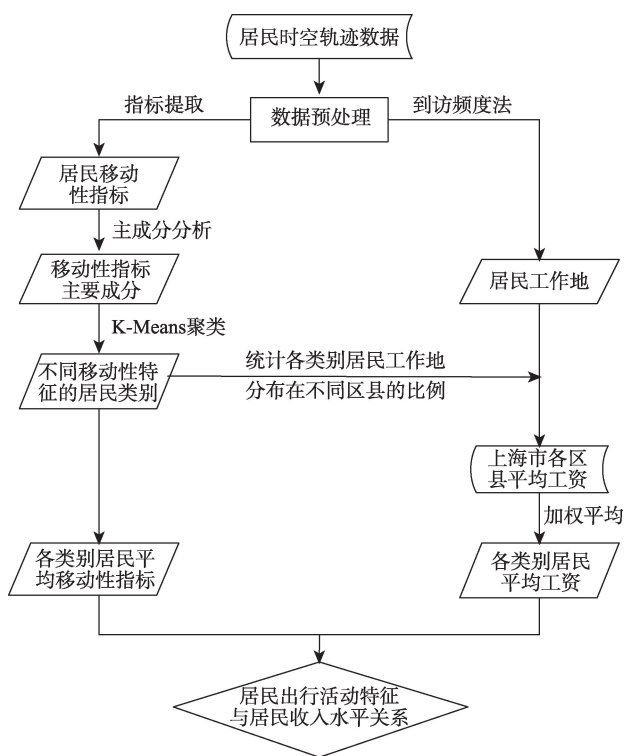 居民时空轨迹数据
指标提取
数据预处理
到访频度法
居民移动
性指标
主成分分析
移动性指标
主要成分
居民工作地
K-Means聚类
不同移动性特
征的居民类别
统计各类别居民工作地
分布在不同区县的比例
上海市各区
县平均工资
加权平均
各类别居民平
均移动性指标
各类别居民
平均工资
居民出行活动特征
与居民收入水平关系